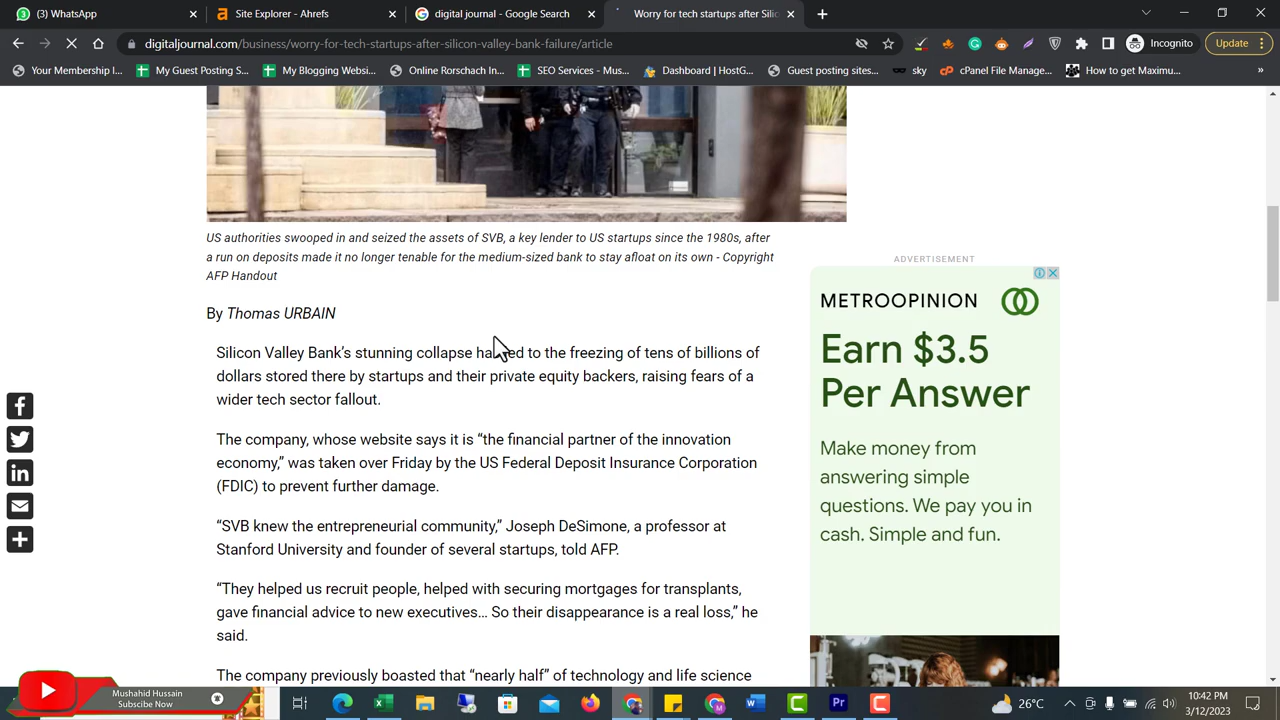 3
WhatsApp
Site Explorer - Ahrefs
digital journal - Google Search
Worry for tech startups after Sili
digitaljournal.com/business/worry-for-tech-startups-after-silicon-valley-bank-failure/article
Incognito
Update
Your Membership I...
My Guest Posting S...
My Blogging Websi...
Online Rorschach In...
SEO Services - Mus...
Dashboard | HostG...
Guest posting sites...
sky
cPanel File Manage...
How to get Maximu...
»
US authorities swooped in and seized the assets of SVB, a key lender to US startups since the 1980s, after
a run on deposits made it no longer tenable for the medium-sized bank to stay afloat on its own - Copyright
AFP Handout
By Thomas URBAIN
Silicon Valley Bank’s stunning collapse has led to the freezing of tens of billions of
dollars stored there by startups and their private equity backers, raising fears of a
wider tech sector fallout.
The company, whose website says it is “the financial partner of the innovation
economy,” was taken over Friday by the US Federal Deposit Insurance Corporation
(FDIC) to prevent further damage.
“SVB knew the entrepreneurial community,” Joseph DeSimone, a professor at
Stanford University and founder of several startups, told AFP.
“They helped us recruit people, helped with securing mortgages for transplants,
gave financial advice to new executives... So their disappearance is a real loss,” he
said.
The company previously boasted that “nearly half” of technology and life science
ADVERTISEMENT
METROOPINION
Earn $3.5
Per Answer
Make money from
answering simple
questions. We pay you in
cash. Simple and fun.
Mushahid Hussain
Subscibe Now
26°C
10:42 PM
3/12/2023